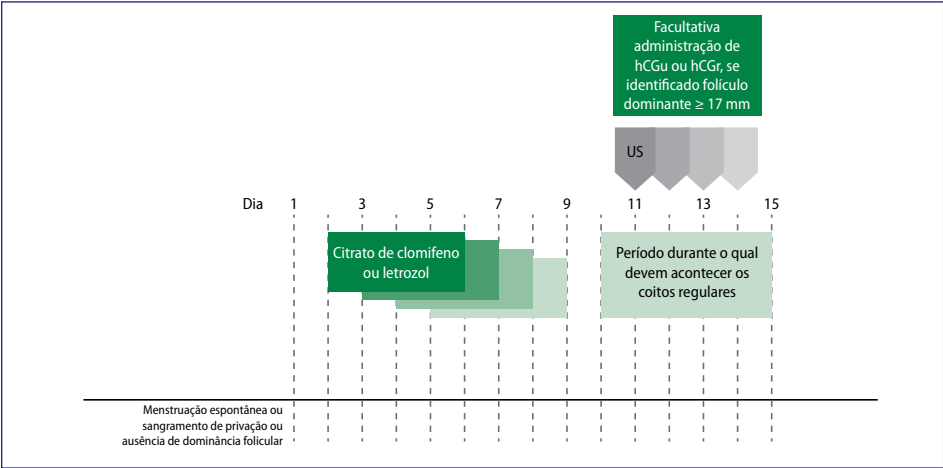 Facultativa
administração de
hCGu ou hCGr, se
identificado folículo
dominante ≥ 17 mm
US
Dia 1 3 5 7 9 11 13 15
Citrato de clomifeno
ou letrozol
Período durante o qual
devem acontecer os
coitos regulares
Menstruação espontânea ou
sangramento de privação ou
ausência de dominância folicular